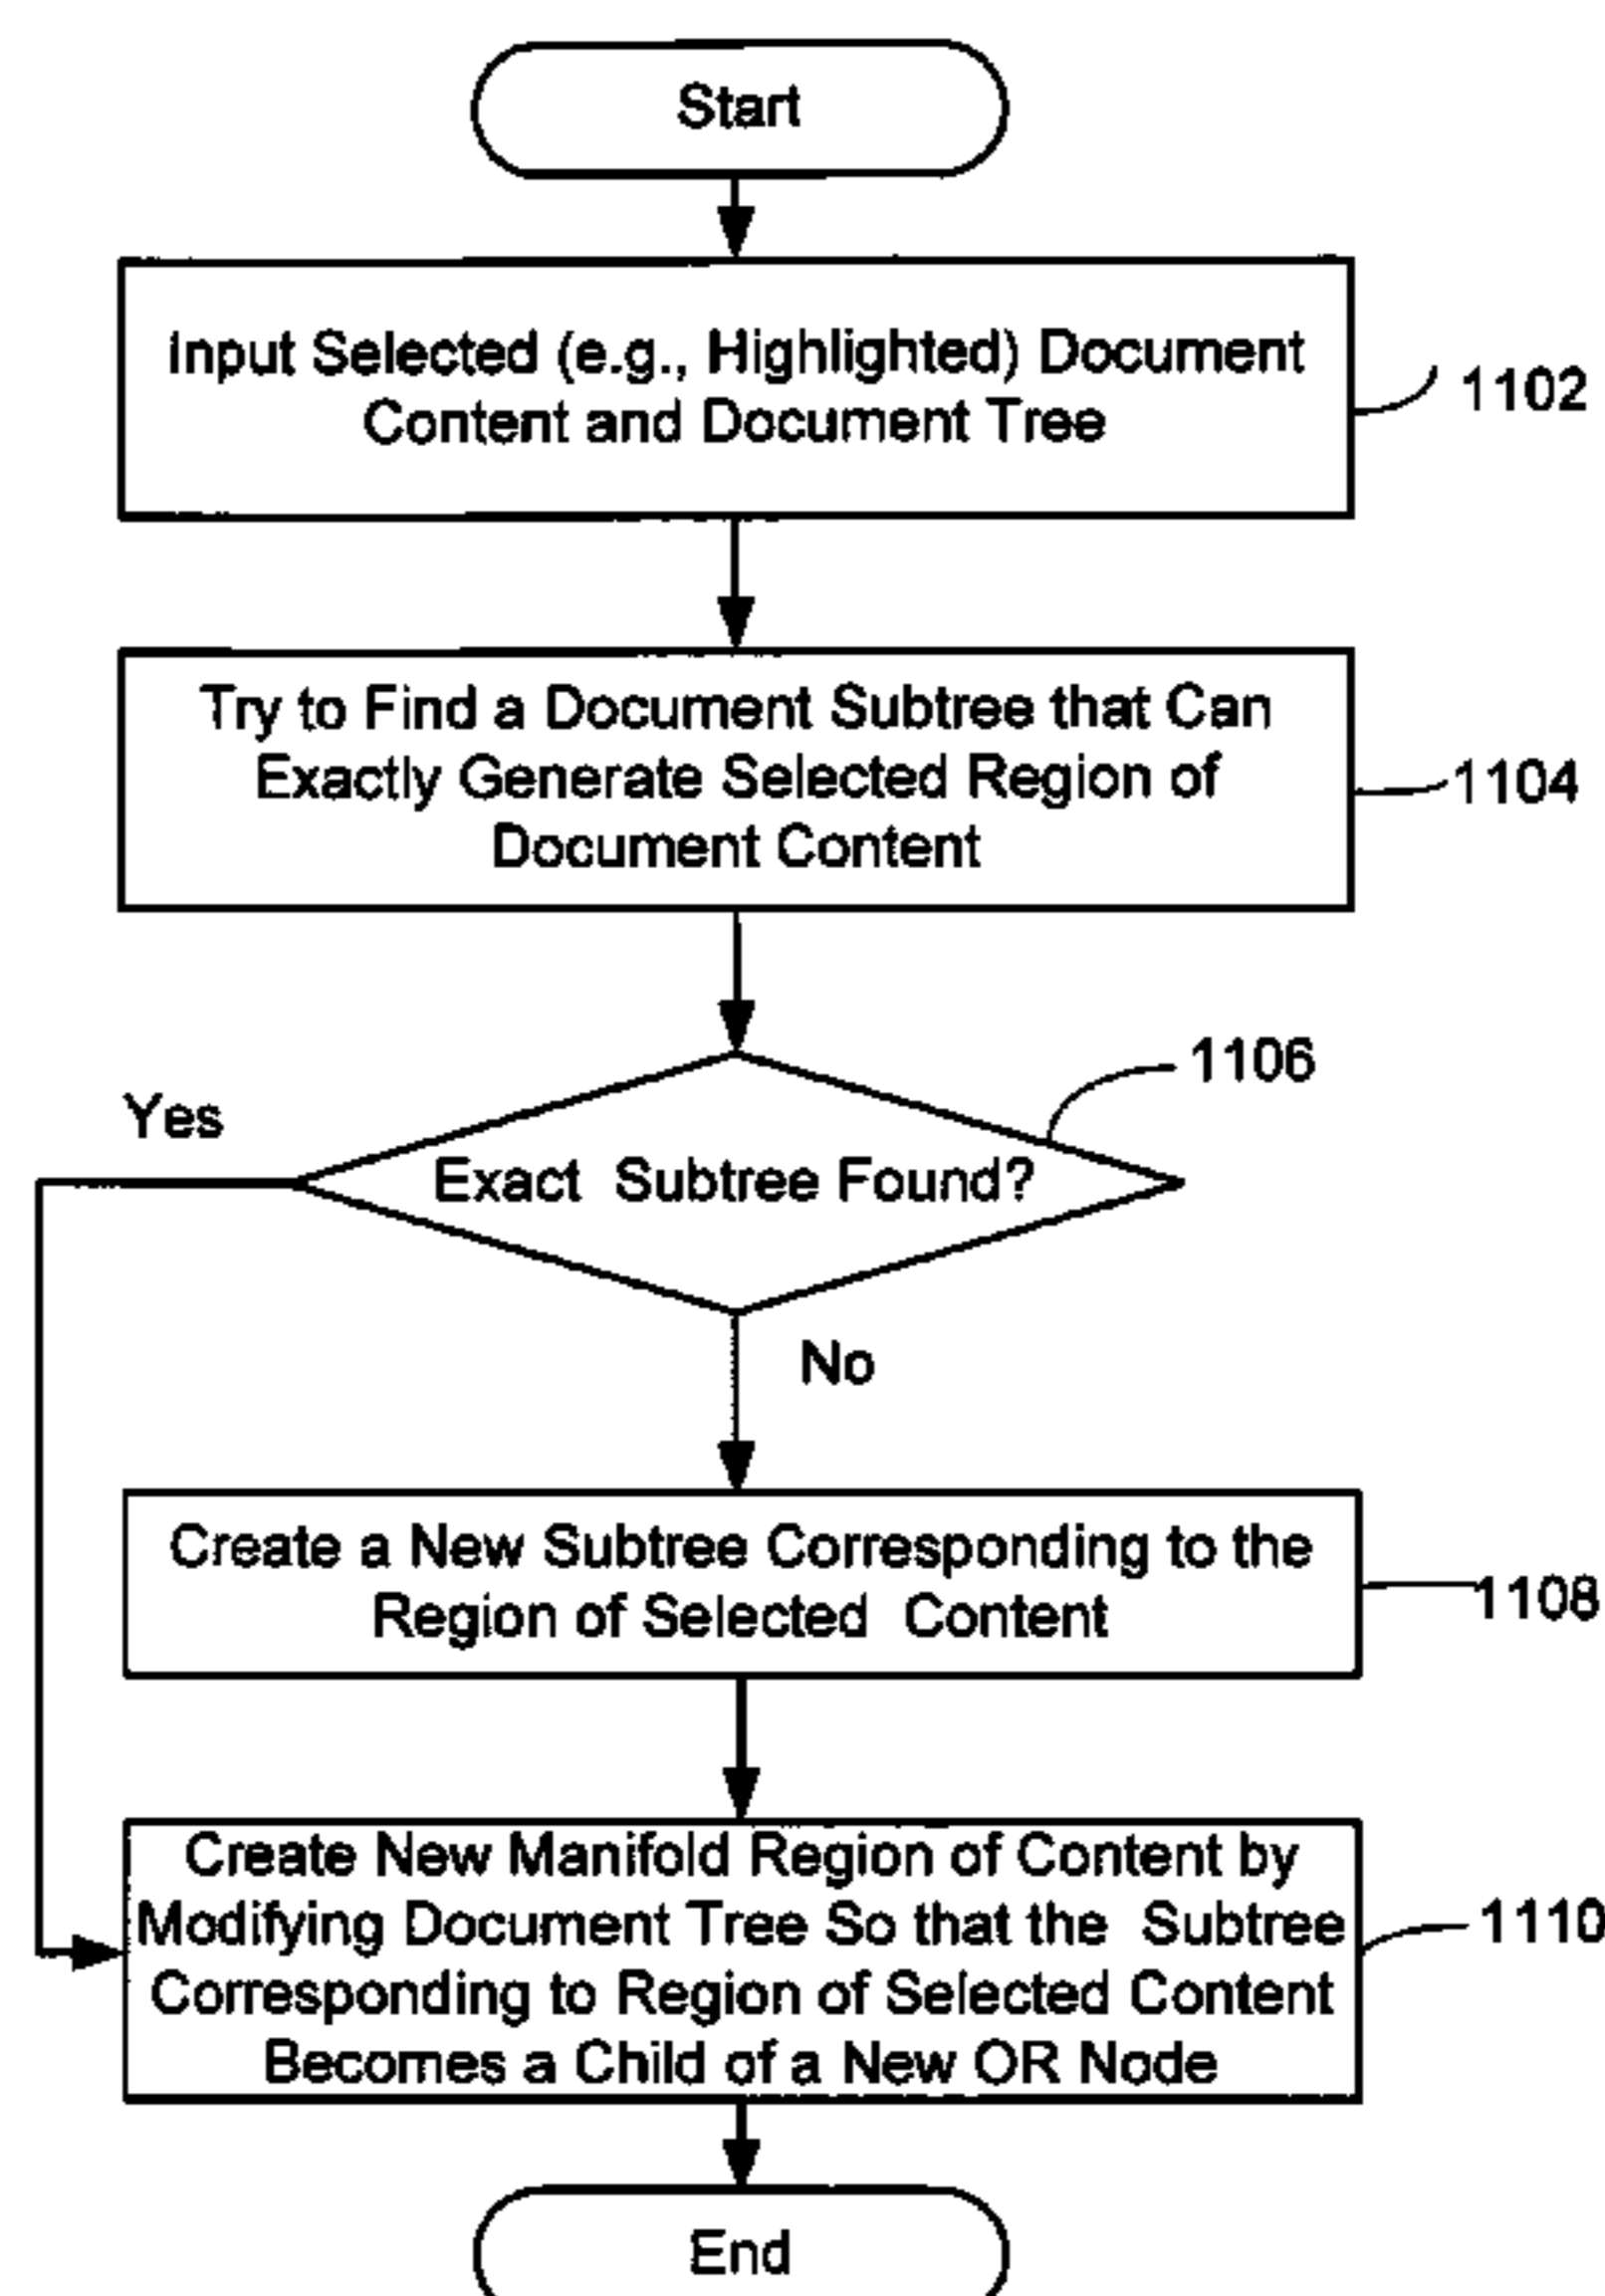 Start
Input Selected (e.g., Highlighted) Document
Content and Document Tree
1102
Try to Find a Document Subtree that Can
Exactly Generate Selected Region of
Document Content
1104
1106
Yes
Exact Subtree Found?
No
Create a New Subtree Corresponding to the
Region of Selected Content
1108
Create New Manifold Region of Content by
Modifying Document Tree So that the Subtree
Corresponding to Region of Selected Content
Becomes a Child of a New OR Node
1110
End